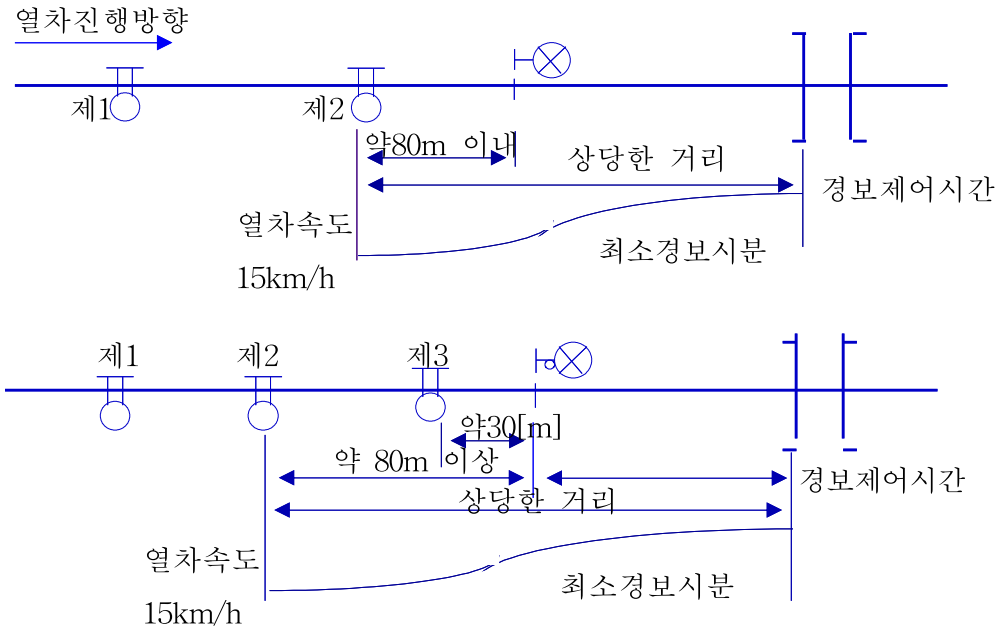 열차진행방향
제1
제2
약80m 이내
상당한 거리
경보제어시간
열차속도
최소경보시분
15km/h
제1
제2
제3
약30[m]
약 80m 이상
경보제어시간
상당한 거리
열차속도
최소경보시분
15km/h